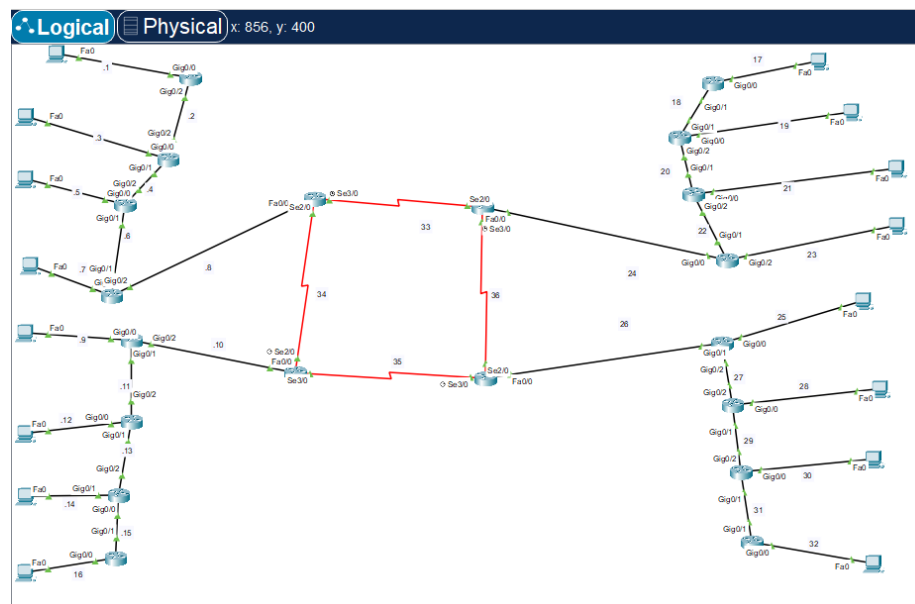 Logical Physical x: 856, y: 400
Fa0
.1
Gig0/0
Gig0/2
.2
Fa0
.3
Gig0/2
Gig0/0
Gig0/1
Fa0
.5
Gig0/2
Gig0/0
.4
Gig0/1
.6
Fa0
.7
Gig0/1
Gig0/2
.8
Fa0/0
Se3/0
Se2/0
33
Se2/0
Fa0/0
Se3/0
34
36
Fa0
.9
Gig0/0
Gig0/2
Gig0/1
.10
Se2/0
Fa0/0
Se3/0
35
Se2/0
Se3/0
Fa0/0
.11
Gig0/2
Fa0
.12
Gig0/0
Gig0/1
.13
Gig0/2
Fa0
.14
Gig0/1
Gig0/0
Gig0/1
.15
Fa0
16
Gig0/0
17
Fa0
Gig0/0
Gig0/1
18
Gig0/1
Gig0/0
19
Fa0
Gig0/2
Gig0/1
20
21
Fa0
Gig0/2
22
Gig0/1
Gig0/0
Gig0/2
23
Fa0
24
26
25
Fa0
Gig0/1
Gig0/0
Gig0/2
27
Gig0/2
Gig0/0
28
Fa0
Gig0/1
29
Gig0/2
Gig0/0
30
Fa0
Gig0/1
31
Gig0/1
Gig0/0
32
Fa0